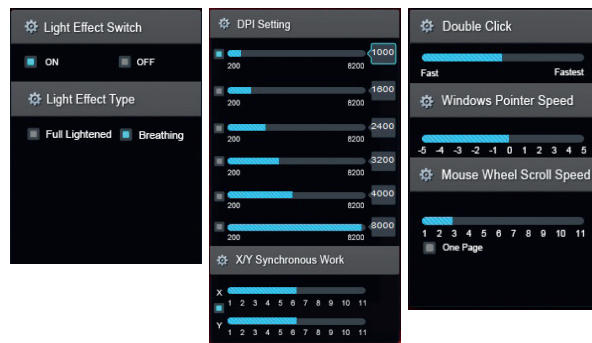 Light Effect Switch
ON OFF
Light Effect Type
Full Lightened Breathing
DPI Setting
1000
200 8200
1600
200 8200
2400
200 8200
3200
200 8200
4000
200 8200
8000
200 8200
X/Y Synchronous Work
X
1 2 3 4 5 6 7 8 9 10 11
Y
1 2 3 4 5 6 7 8 9 10 11
Double Click
Fast Fastest
Windows Pointer Speed
-5 -4 -3 -2 -1 0 1 2 3 4 5
Mouse Wheel Scroll Speed
1 2 3 4 5 6 7 8 9 10 11
One Page